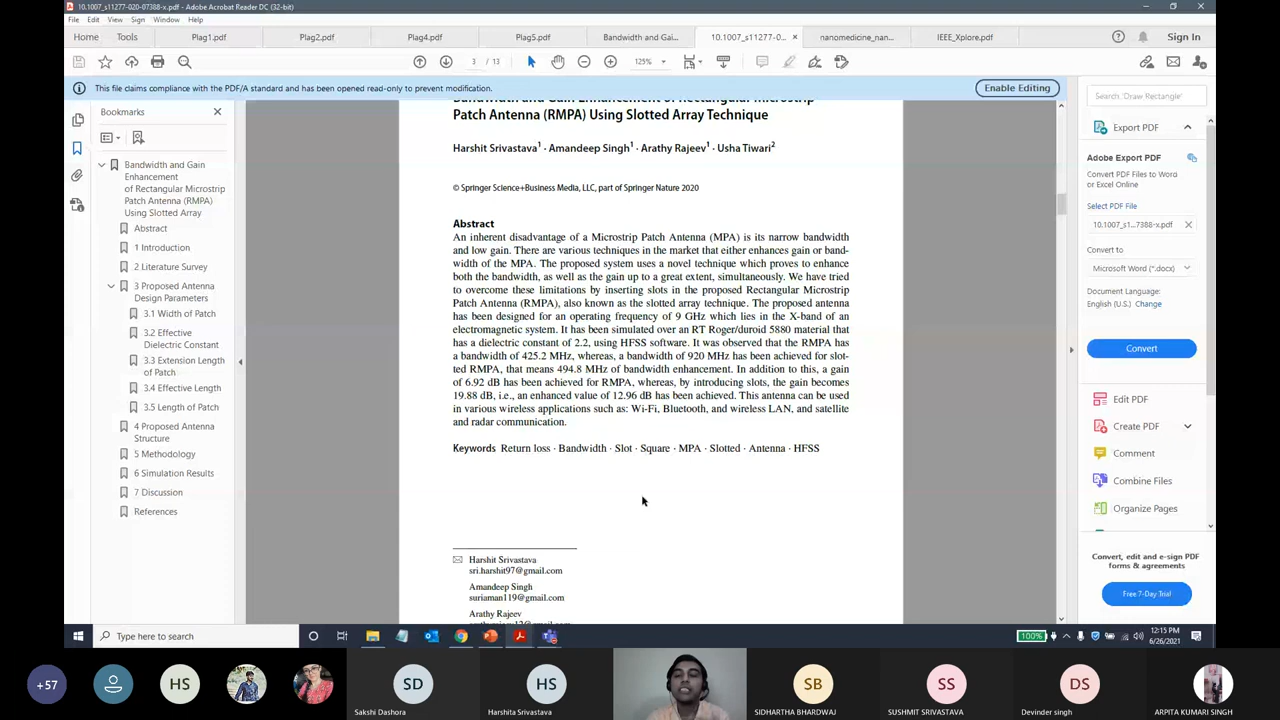 10.1007_s11277-020-07388-x.pdf - Adobe Acrobat Reader DC (32-bit)
File Edit View Sign Window Help
Home Tools Plag1.pdf Plag2.pdf Plag4.pdf Plag5.pdf Bandwidth and Gai... 10.1007_s11277-0... × nanomedicine_nan... IEEE_Xplore.pdf Sign In
3 / 13 125%
This file claims compliance with the PDF/A standard and has been opened read-only to prevent modification. Enable Editing
Bookmarks
Bandwidth and Gain
Enhancement
of Rectangular Microstrip
Patch Antenna (RMPA)
Using Slotted Array
Abstract
1 Introduction
2 Literature Survey
3 Proposed Antenna
Design Parameters
3.1 Width of Patch
3.2 Effective
Dielectric Constant
3.3 Extension Length
of Patch
3.4 Effective Length
3.5 Length of Patch
4 Proposed Antenna
Structure
5 Methodology
6 Simulation Results
7 Discussion
References
Bandwidth and Gain Enhancement of Rectangular Microstrip
Patch Antenna (RMPA) Using Slotted Array Technique
Harshit Srivastava1 · Amandeep Singh1 · Arathy Rajeev1 · Usha Tiwari2
© Springer Science+Business Media, LLC, part of Springer Nature 2020
Abstract
An inherent disadvantage of a Microstrip Patch Antenna (MPA) is its narrow bandwidth
and low gain. There are various techniques in the market that either enhances gain or band-
width of the MPA. The proposed system uses a novel technique which proves to enhance
both the bandwidth, as well as the gain up to a great extent, simultaneously. We have tried
to overcome these limitations by inserting slots in the proposed Rectangular Microstrip
Patch Antenna (RMPA), also known as the slotted array technique. The proposed antenna
has been designed for an operating frequency of 9 GHz which lies in the X-band of an
electromagnetic system. It has been simulated over an RT Roger/duroid 5880 material that
has a dielectric constant of 2.2, using HFSS software. It was observed that the RMPA has
a bandwidth of 425.2 MHz, whereas, a bandwidth of 920 MHz has been achieved for slot-
ted RMPA, that means 494.8 MHz of bandwidth enhancement. In addition to this, a gain
of 6.92 dB has been achieved for RMPA, whereas, by introducing slots, the gain becomes
19.88 dB, i.e., an enhanced value of 12.96 dB has been achieved. This antenna can be used
in various wireless applications such as: Wi-Fi, Bluetooth, and wireless LAN, and satellite
and radar communication.
Keywords Return loss · Bandwidth · Slot · Square · MPA · Slotted · Antenna · HFSS
Harshit Srivastava
sri.harshit97@gmail.com
Amandeep Singh
suriaman119@gmail.com
Arathy Rajeev
Search 'Draw Rectangle'
Export PDF
Adobe Export PDF
Convert PDF Files to Word
or Excel Online
Select PDF File
10.1007_s1...7388-x.pdf
Convert to
Microsoft Word (*.docx)
Document Language:
English (U.S.) Change
Convert
Edit PDF
Create PDF
Comment
Combine Files
Organize Pages
Convert, edit and e-sign PDF
forms & agreements
Free 7-Day Trial
Type here to search
100%
12:15 PM
6/26/2021
+57
HS
SD
Sakshi Dashora
HS
Harshita Srivastava
SB
SIDHARTHA BHARDWAJ
SS
SUSHMIT SRIVASTAVA
DS
Devinder singh
ARPITA KUMARI SINGH